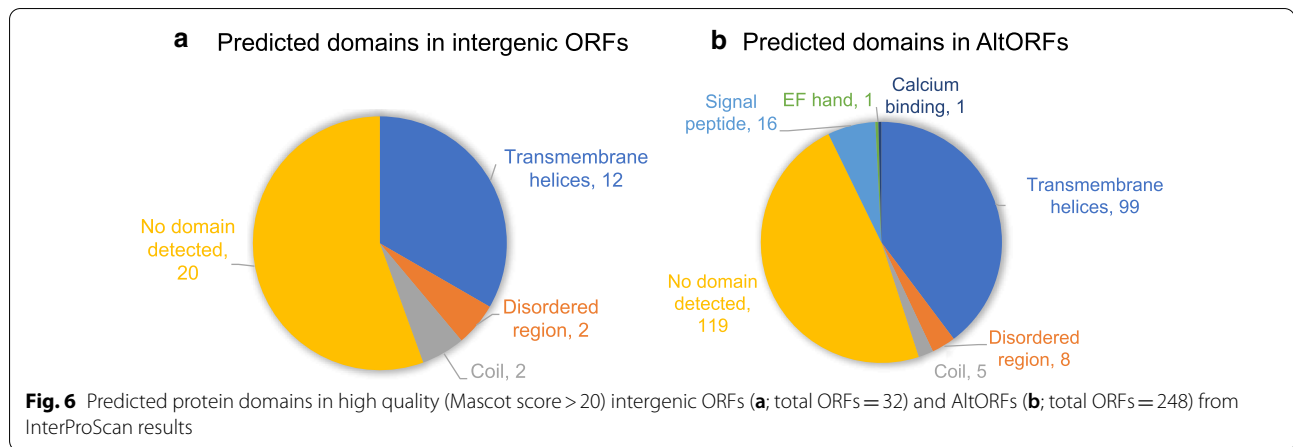 a Predicted domains in intergenic ORFs
Transmembrane
helices, 12
No domain
detected,
20
Disordered
region, 2
Coil, 2
b Predicted domains in AltORFs
Calcium
binding, 1
EF hand, 1
Signal
peptide, 16
Transmembrane
helices, 99
No domain
detected,
119
Disordered
region, 8
Coil, 5
Fig. 6 Predicted protein domains in high quality (Mascot score > 20) intergenic ORFs (a; total ORFs = 32) and AltORFs (b; total ORFs = 248) from
InterProScan results